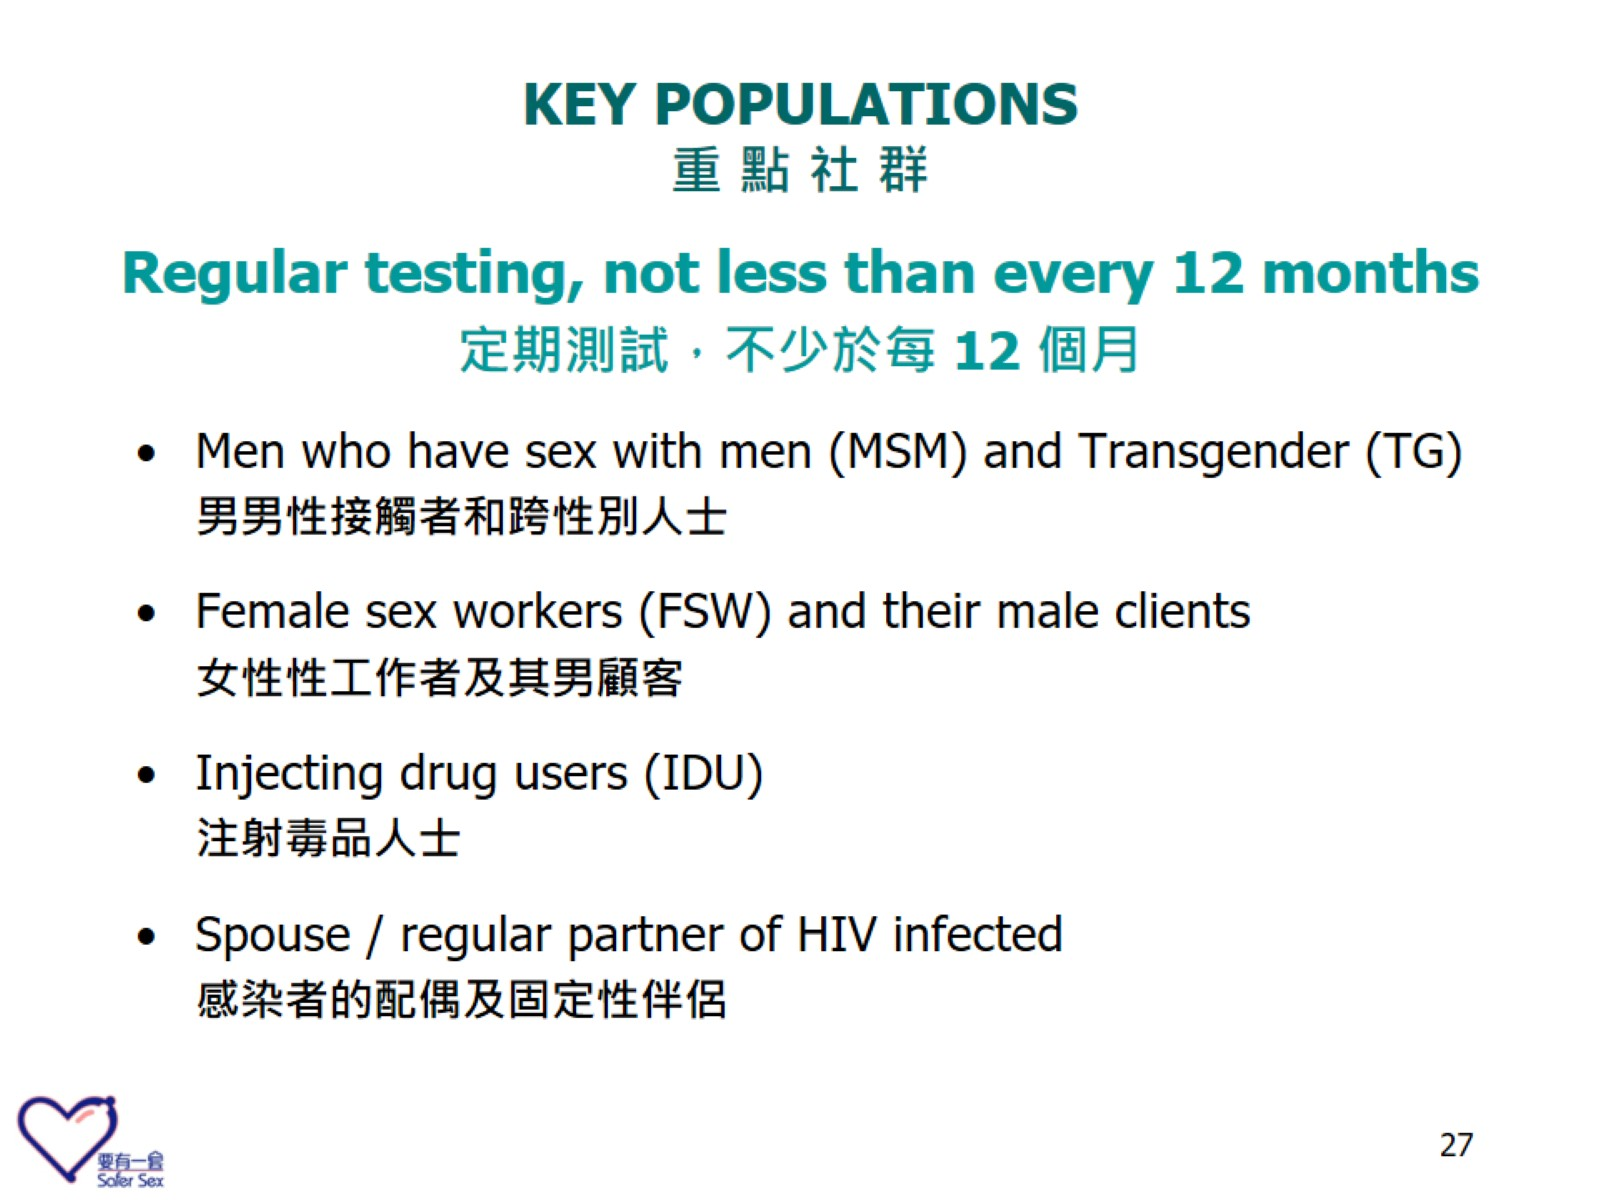 KEY POPULATIONS
重點社群
Regular testing, not less than every 12 months
定期測試，不少於每 12 個月
• Men who have sex with men (MSM) and Transgender (TG)
男男性接觸者和跨性別人士
• Female sex workers (FSW) and their male clients
女性性工作者及其男顧客
• Injecting drug users (IDU)
注射毒品人士
• Spouse / regular partner of HIV infected
感染者的配偶及固定性伴侶
要有一套
Safer Sex
27